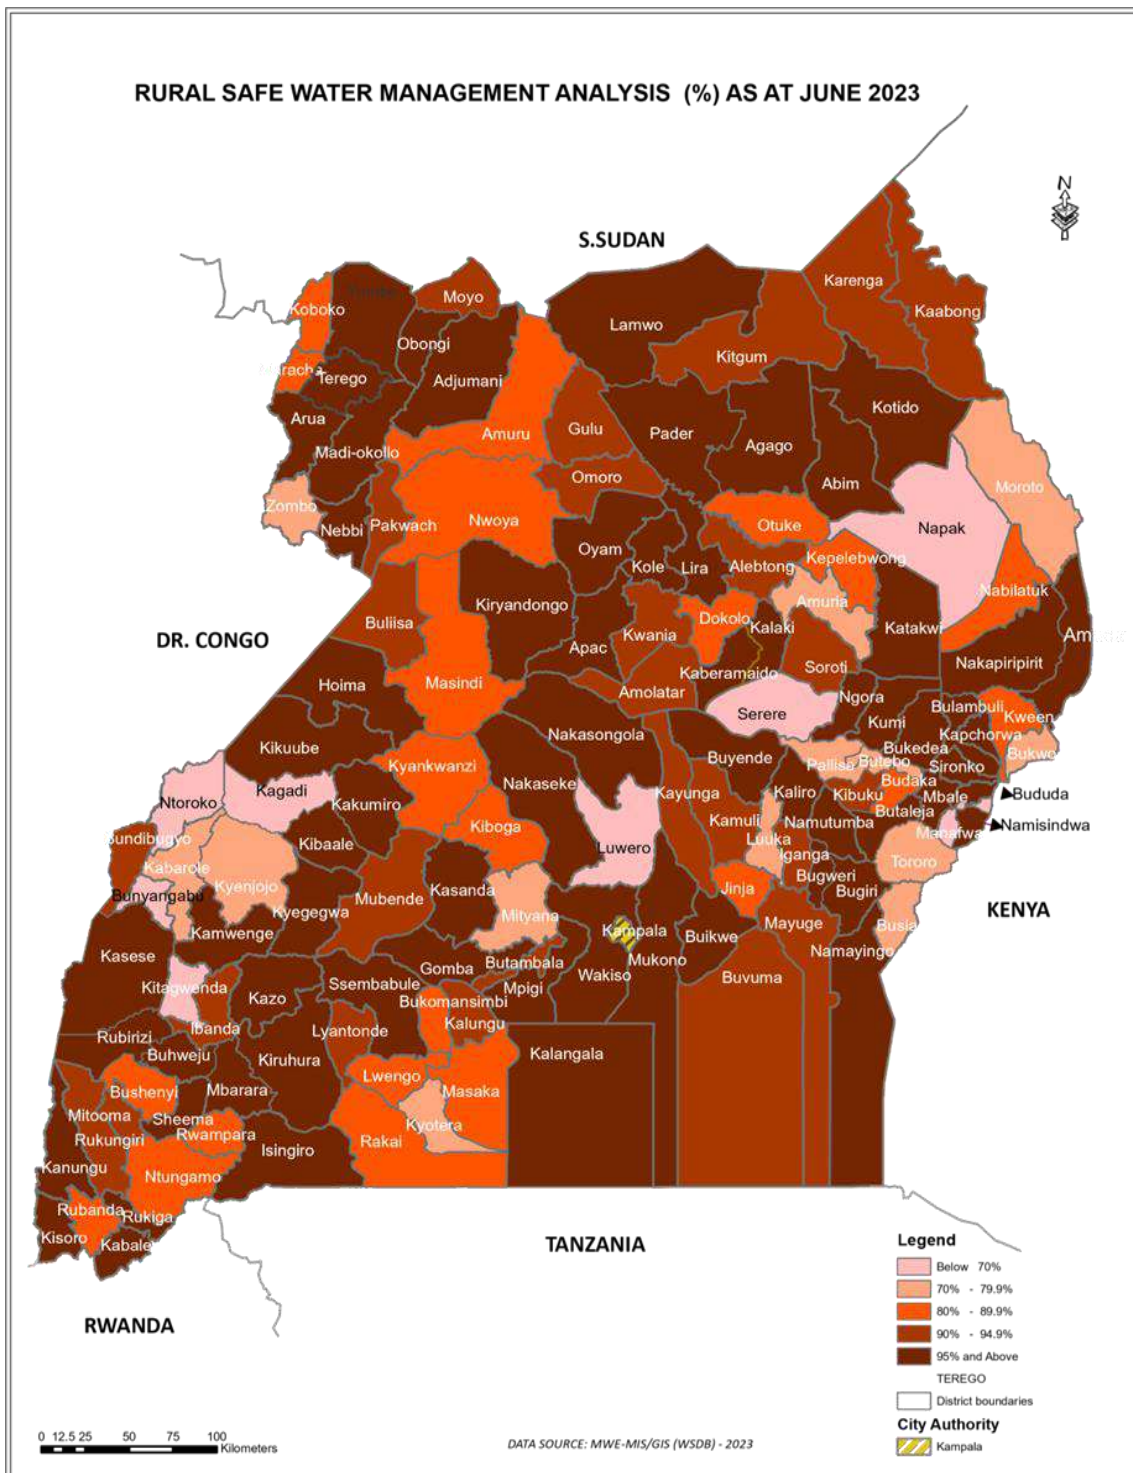 RURAL SAFE WATER MANAGEMENT ANALYSIS (%) AS AT JUNE 2023
N
S.SUDAN
Karenga
Moyo
Koboko
Kaabong
Lamwo
Obongi
Kitgum
Terego
Adjumani
Kotido
Arua
Gulu
Pader
Amuru
Agago
Madi-okollo
Omoro
Abim
Moroto
Zombo
Nwoya
Pakwach
Nebbi
Otuke
Napak
Oyam
Kepelebwong
Kole
Lira
Alebtong
Nabilatuk
Kiryandongo
Amuria
Buliisa
Dokolo
Kalaki
Katakwi
DR. CONGO
Kwania
Apac
Nakapiripirit
Soroti
Kaberamaido
Hoima
Masindi
Amolatar
Ngora
Bulambuli
Serere
Kween
Kumi
Nakasongola
Kapchorwa
Kikuube
Bukedea
Bukwo
Buyende
Kyankwanzi
Pallisa
Butebo
Sironko
Nakaseke
Budaka
Kagadi
Kaliro
Kayunga
Kibuku
Mbale
Bududa
Ntoroko
Kakumiro
Butaleja
Kiboga
Kamuli
Namutumba
Namisindwa
Manafwa
Bundibugyo
Luuka
Kibaale
Luwero
Iganga
Tororo
Kabarole
Bugweri
Kyenjojo
Jinja
Bugiri
Bunyangabu
Kasanda
Mubende
KENYA
Kyegegwa
Mityana
Mayuge
Busia
Kamwenge
Kampala
Buikwe
Kasese
Namayingo
Butambala
Mukono
Gomba
Wakiso
Buvuma
Ssembabule
Kitagwenda
Mpigi
Kazo
Bukomansimbi
Ibanda
Lyantonde
Kalungu
Rubirizi
Buhweju
Kiruhura
Kalangala
Lwengo
Bushenyi
Mbarara
Masaka
Mitooma
Sheema
Kyotera
Rukungiri
Rwampara
Rakai
Isingiro
Kanungu
Ntungamo
Rubanda
Rukiga
Kisoro
Kabale
TANZANIA
RWANDA
Legend
Below 70%
70% - 79.9%
80% - 89.9%
90% - 94.9%
95% and Above
TEREGO
District boundaries
City Authority
Kampala
0 12.5 25 50 75 100
Kilometers
DATA SOURCE: MWE-MIS/GIS (WSDB) - 2023